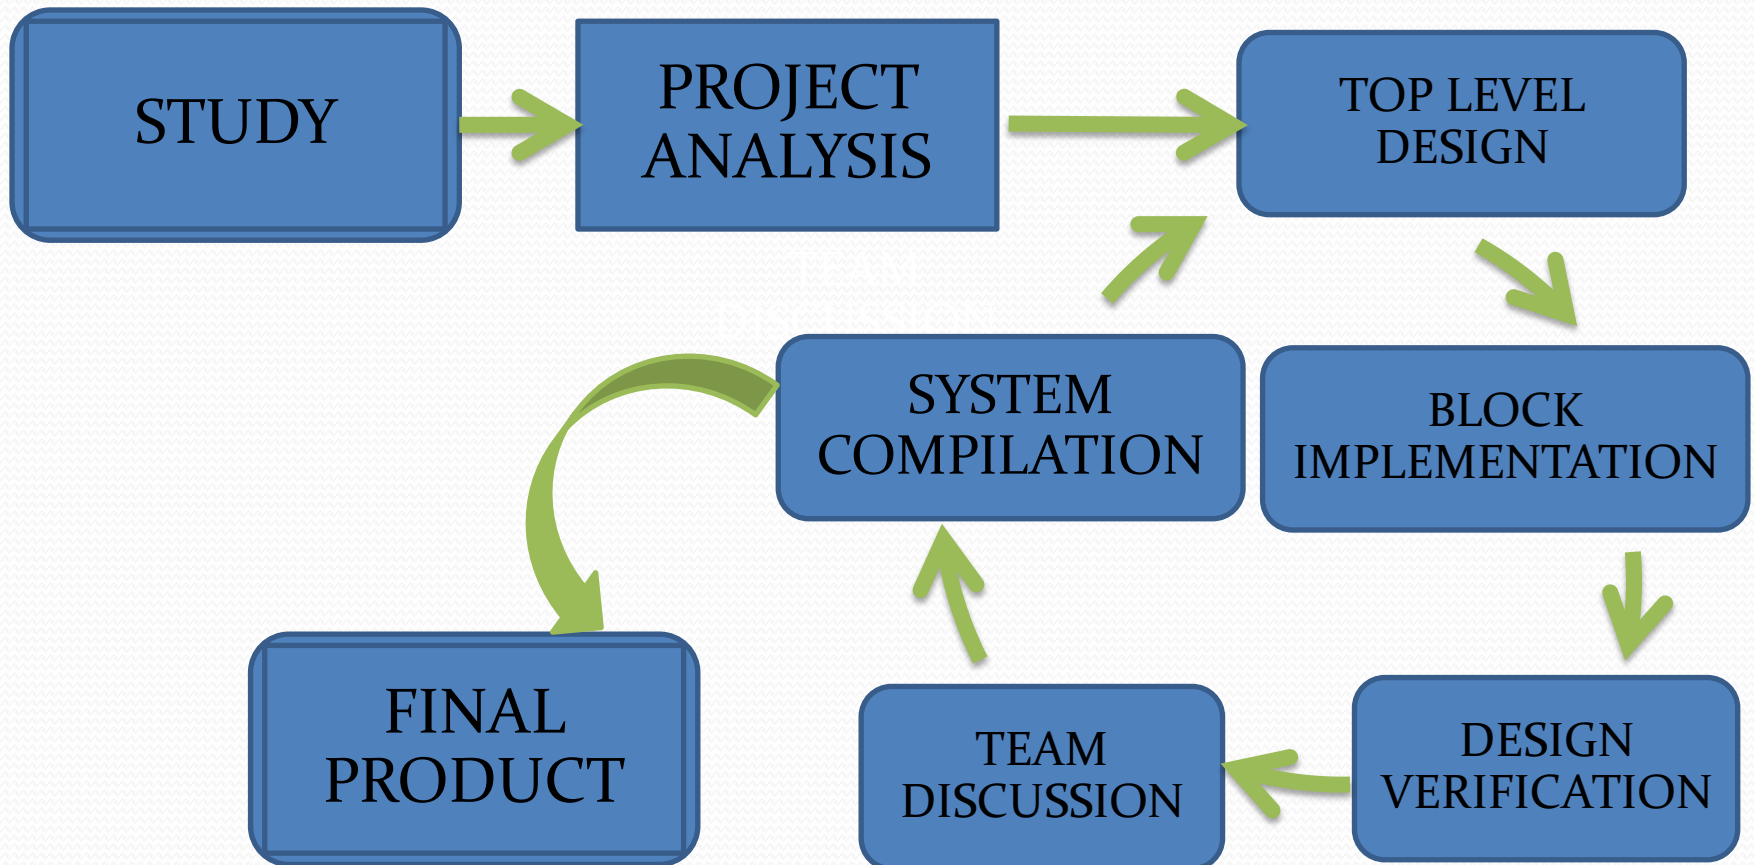 STUDY
PROJECT
ANALYSIS
TOP LEVEL
DESIGN
SYSTEM
COMPILATION
BLOCK
IMPLEMENTATION
FINAL
PRODUCT
TEAM
DISCUSSION
DESIGN
VERIFICATION